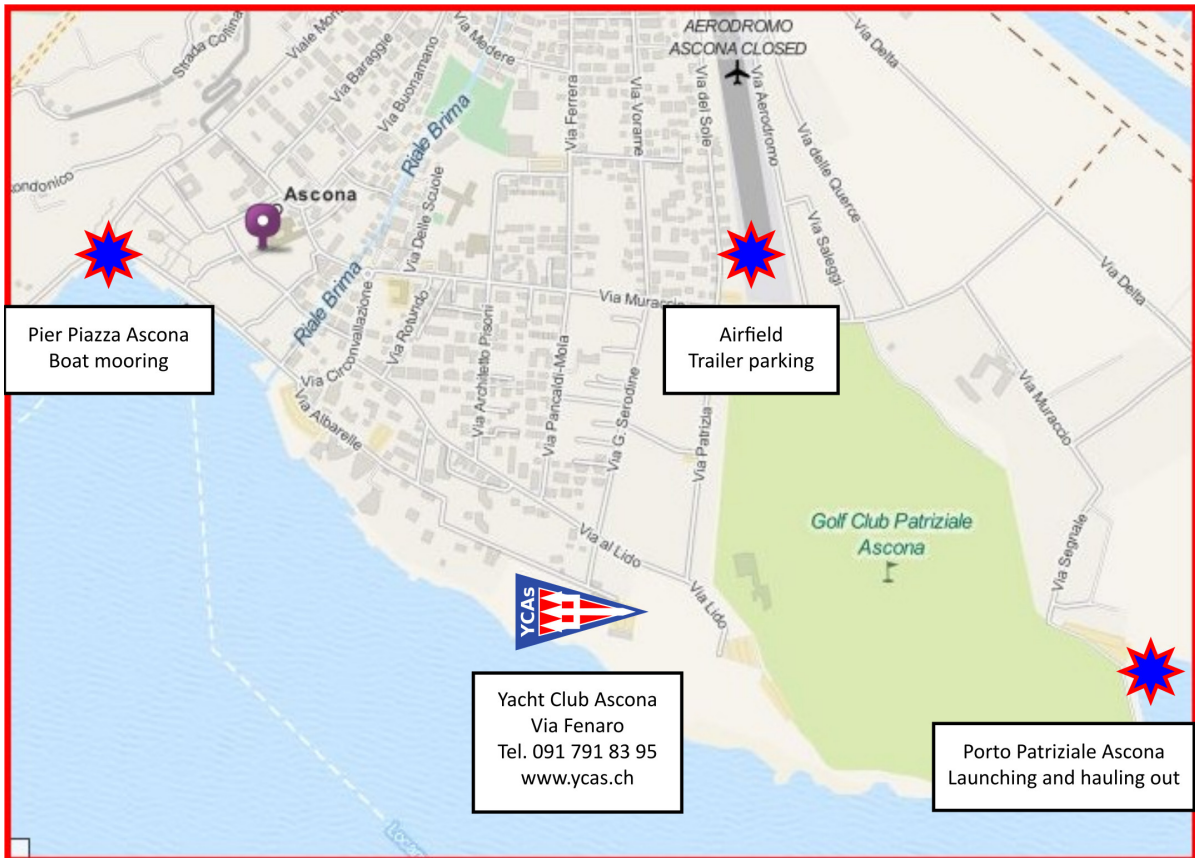 AERODROMO
ASCONA CLOSED
Strada Collina
Viale Mon
Via Baraggie
Via Buonamano
Via Medere
Riale Brima
Via Ferrera
Via Vorame
Via del Sole
Via Aerodromo
Via Delta
Via delle Querce
Via Saleggi
Via Delta
ondonico
Ascona
Via Delle Scuole
Riale Brima
Via Circonvallazione
Via Rotundo
Via Muraccio
Pier Piazza Ascona
Boat mooring
Airfield
Trailer parking
Via Albarelle
Via Architetto Pisoni
Via Pancaldi-Mola
Via G. Serodine
Via Patrizia
Via Muraccio
Golf Club Patriziale
Ascona
Via Segnale
Via al Lido
Via Lido
YCAs
Yacht Club Ascona
Via Fenaro
Tel. 091 791 83 95
www.ycas.ch
Porto Patriziale Ascona
Launching and hauling out
Locar